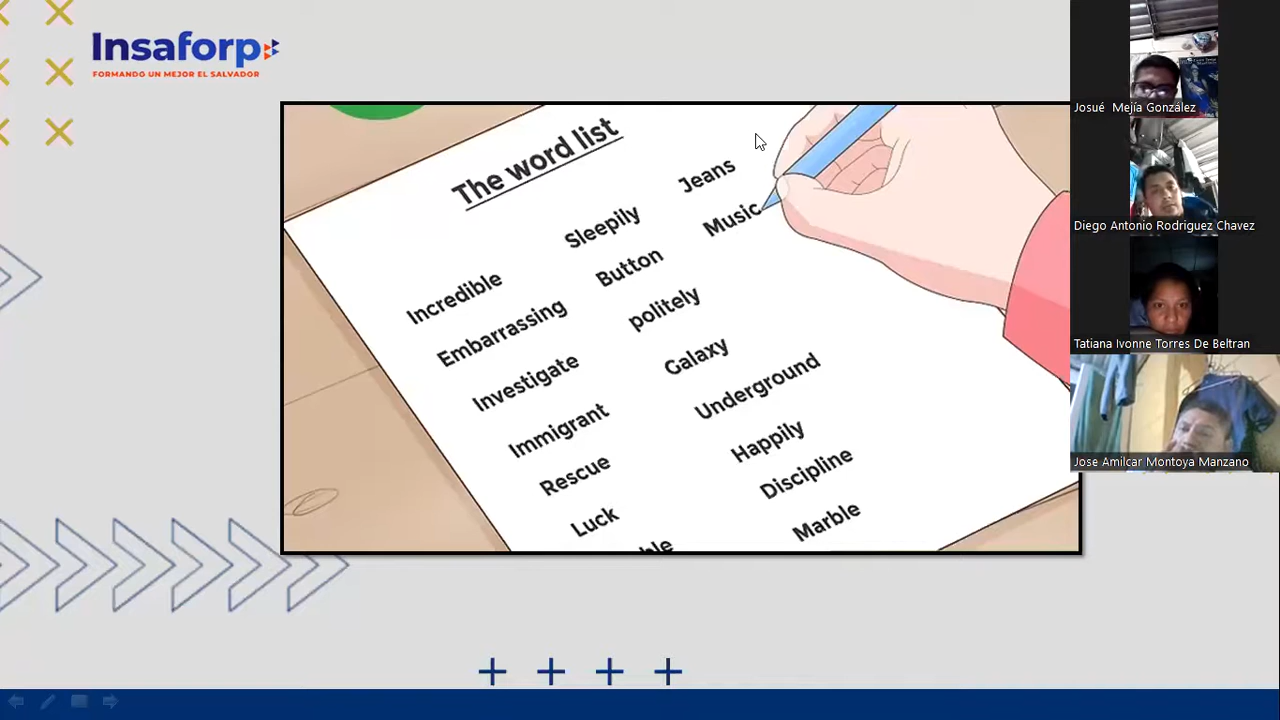 Insaforp
FORMANDO UN MEJOR EL SALVADOR
The word list
Incredible
Embarrassing
Investigate
Immigrant
Rescue
Luck
Sleepily
Button
politely
Galaxy
Underground
Happily
Discipline
Marble
Jeans
Music
Josué Mejía González
Diego Antonio Rodriguez Chavez
Tatiana Ivonne Torres De Beltran
Jose Amilcar Montoya Manzano